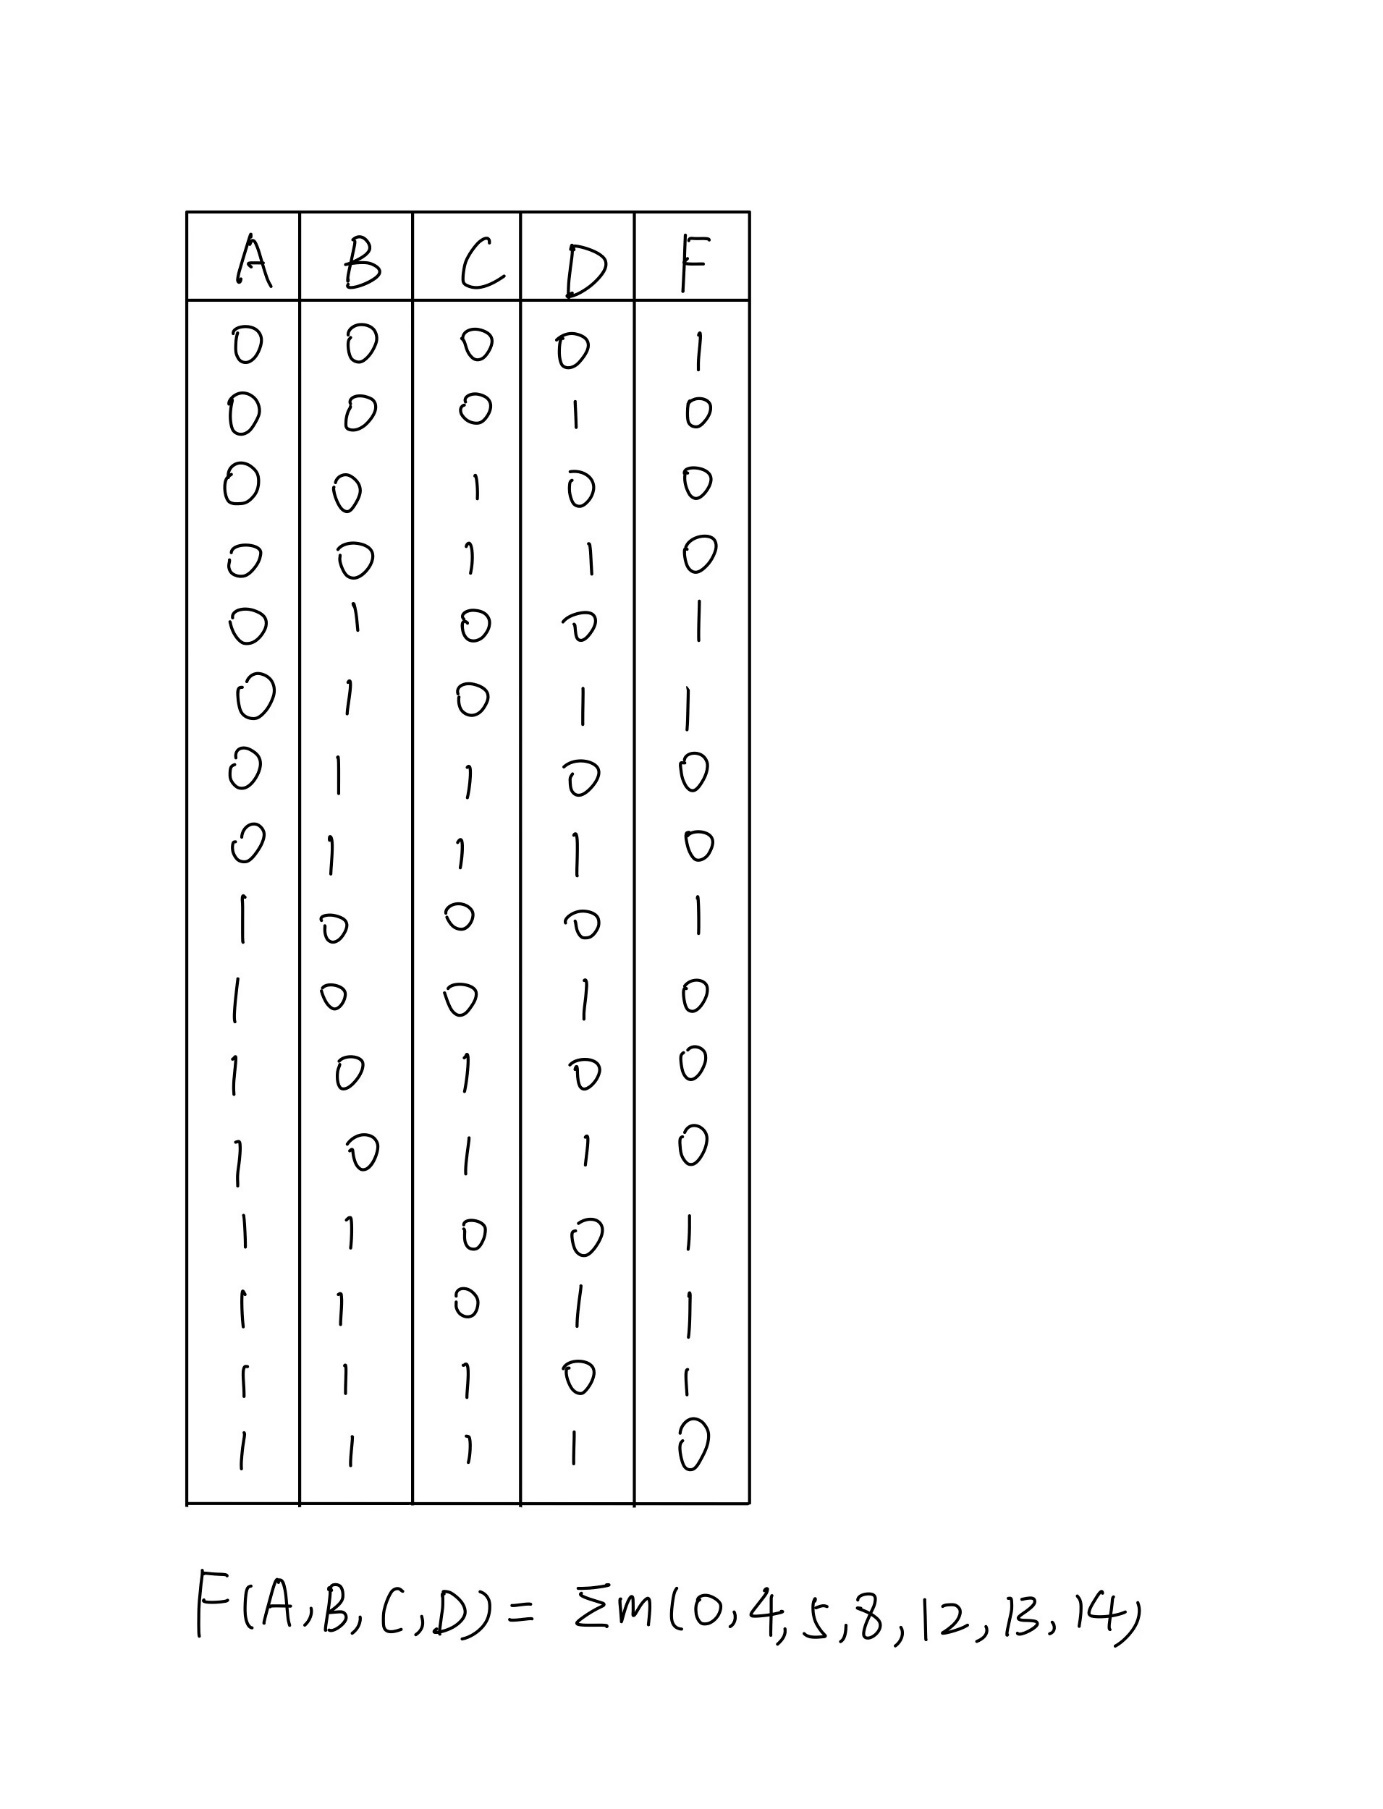 A B C D F
0 0 0 0 1
0 0 0 1 0
0 0 1 0 0
0 0 1 1 0
0 1 0 0 1
0 1 0 1 1
0 1 1 0 0
0 1 1 1 0
1 0 0 0 1
1 0 0 1 0
1 0 1 0 0
1 0 1 1 0
1 1 0 0 1
1 1 0 1 1
1 1 1 0 1
1 1 1 1 0
F(A,B,C,D) = Σm(0,4,5,8,12,13,14)